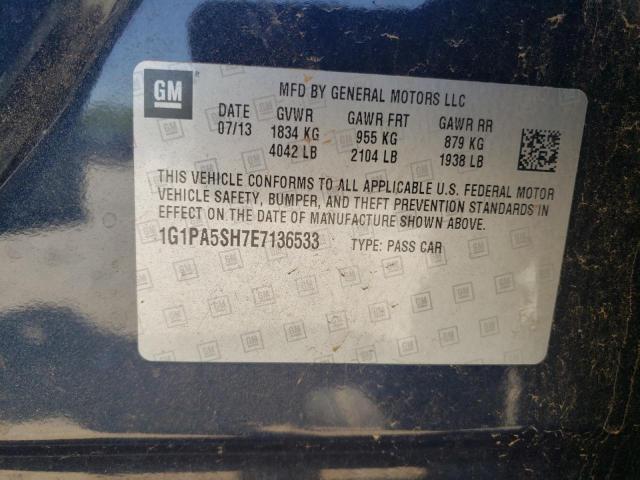 GM ®
MFD BY GENERAL MOTORS LLC
DATE GVWR GAWR FRT GAWR RR
07/13 1834 KG 955 KG 879 KG
4042 LB 2104 LB 1938 LB
THIS VEHICLE CONFORMS TO ALL APPLICABLE U.S. FEDERAL MOTOR
VEHICLE SAFETY, BUMPER, AND THEFT PREVENTION STANDARDS IN
EFFECT ON THE DATE OF MANUFACTURE SHOWN ABOVE.
1G1PA5SH7E7136533 TYPE: PASS CAR